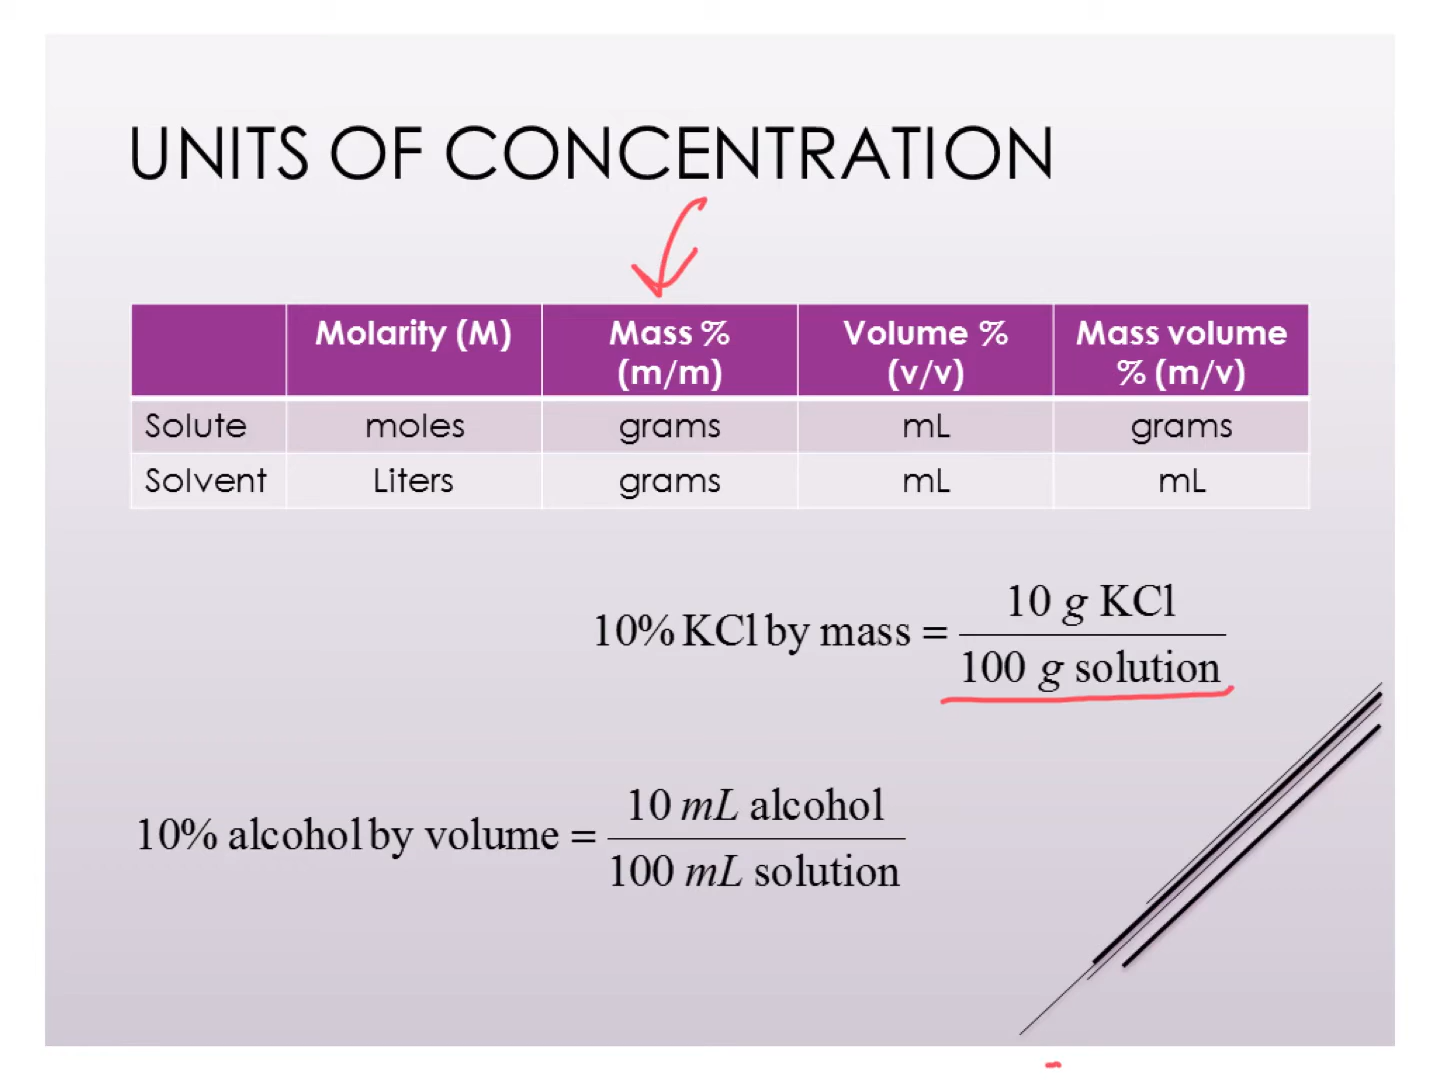 UNITS OF CONCENTRATION
Molarity (M) Mass % (m/m) Volume % (v/v) Mass volume % (m/v)
Solute moles grams mL grams
Solvent Liters grams mL mL
10% KCl by mass = 10 g KCl / 100 g solution
10% alcohol by volume = 10 mL alcohol / 100 mL solution